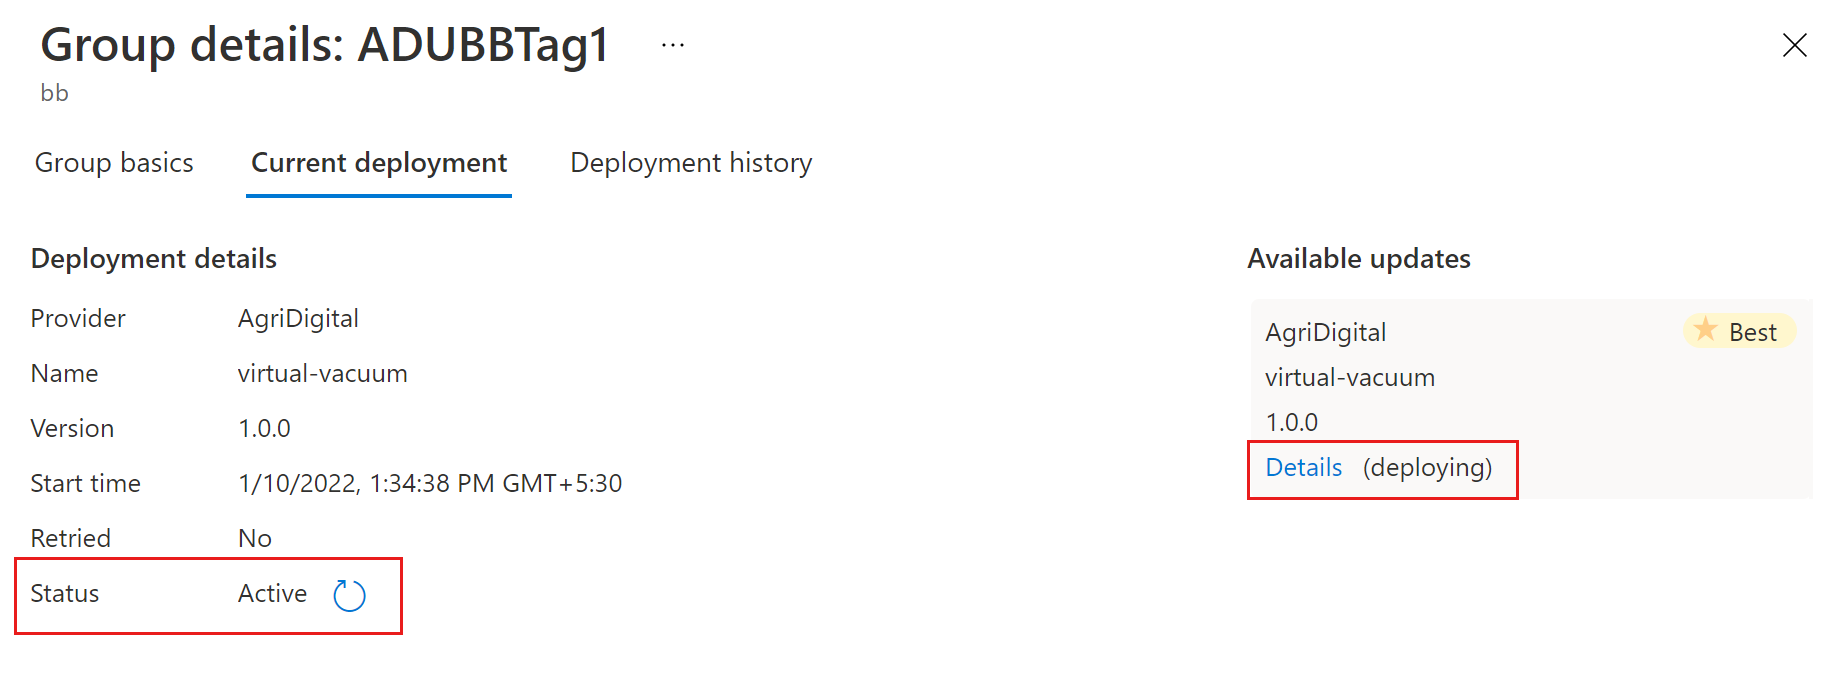 Group details: ADUBBTag1 ...
bb
Group basics Current deployment Deployment history
Deployment details
Provider AgriDigital
Name virtual-vacuum
Version 1.0.0
Start time 1/10/2022, 1:34:38 PM GMT+5:30
Retried No
Status Active
Available updates
AgriDigital Best
virtual-vacuum
1.0.0
Details (deploying)